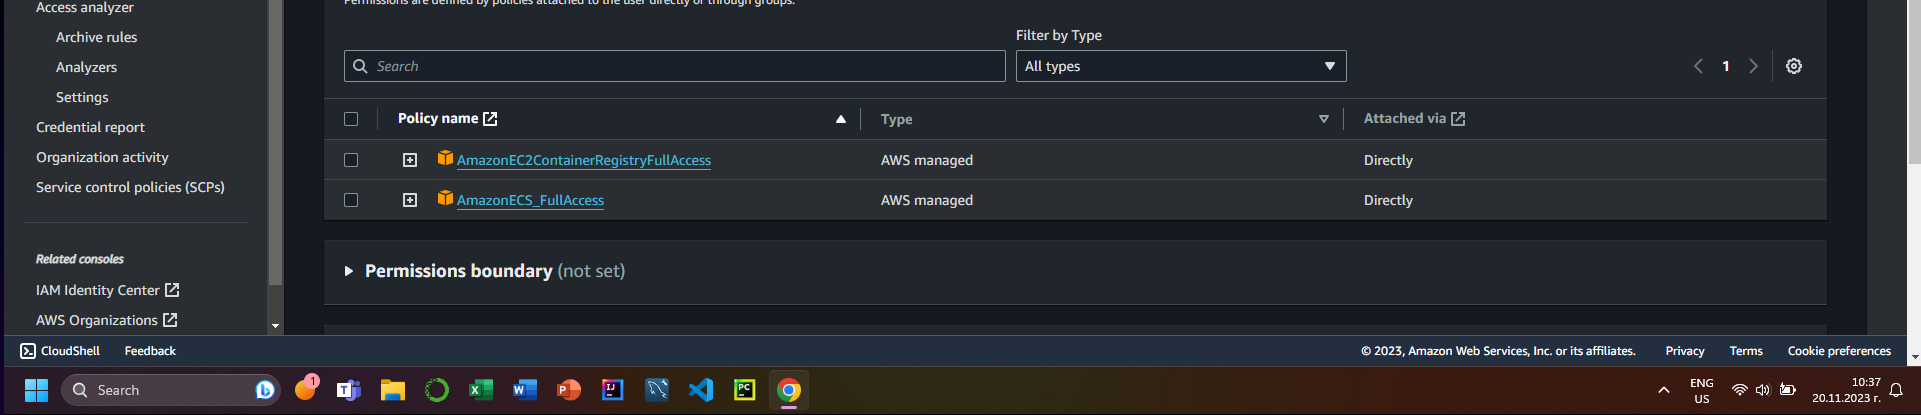 Access analyzer
Archive rules
Analyzers
Settings
Credential report
Organization activity
Service control policies (SCPs)
Related consoles
IAM Identity Center
AWS Organizations
Permissions are defined by policies attached to the user directly or through groups.
Filter by Type
Search
All types
1
Policy name
Type
Attached via
AmazonEC2ContainerRegistryFullAccess
AWS managed
Directly
AmazonECS_FullAccess
AWS managed
Directly
Permissions boundary (not set)
CloudShell
Feedback
© 2023, Amazon Web Services, Inc. or its affiliates.
Privacy
Terms
Cookie preferences
Search
1
T
X
W
P
IJ
PC
ENG
US
10:37
20.11.2023 г.